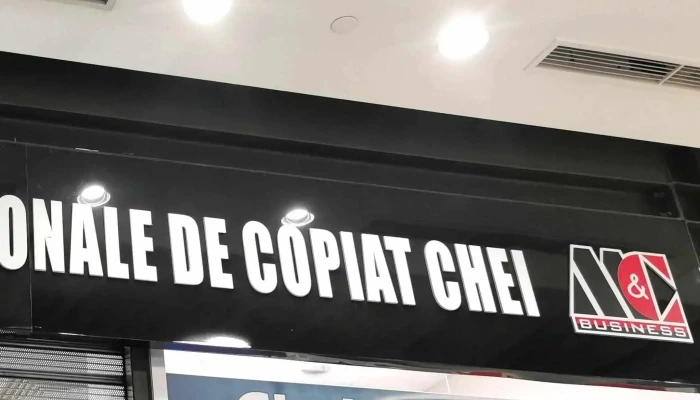 ONALE DE COPIAT CHEI
N&C
BUSINESS